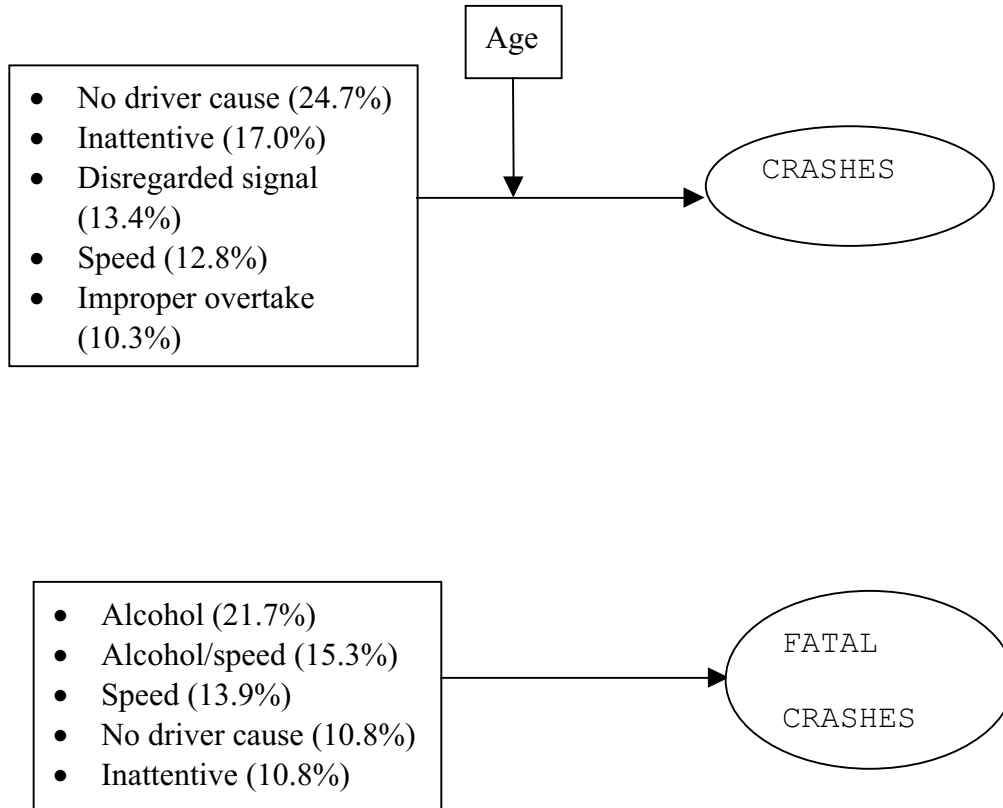 Age
• No driver cause (24.7%)
• Inattentive (17.0%)
• Disregarded signal
(13.4%)
• Speed (12.8%)
• Improper overtake
(10.3%)
CRASHES
• Alcohol (21.7%)
• Alcohol/speed (15.3%)
• Speed (13.9%)
• No driver cause (10.8%)
• Inattentive (10.8%)
FATAL
CRASHES